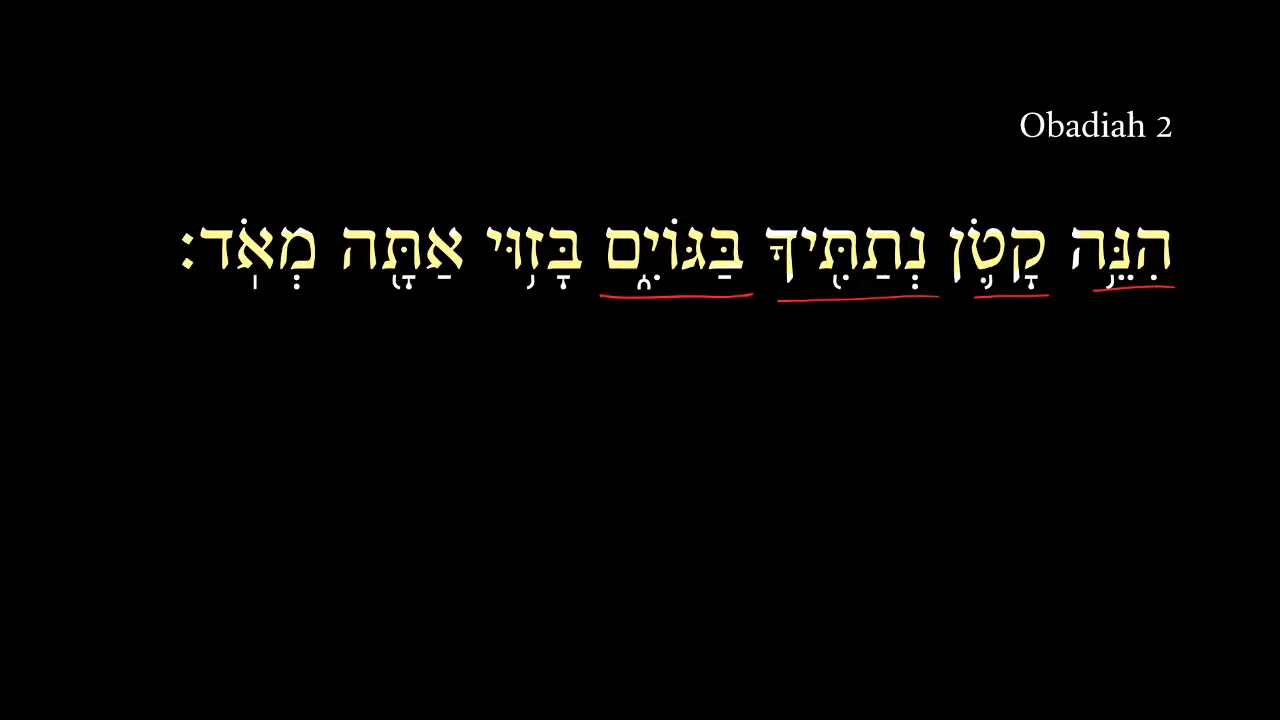 Obadiah 2
הִנֵּ֥ה קָטֹ֛ן נְתַתִּ֖יךָ בַּגּוֹיִ֑ם בָּז֥וּי אַתָּ֖ה מְאֹֽד׃